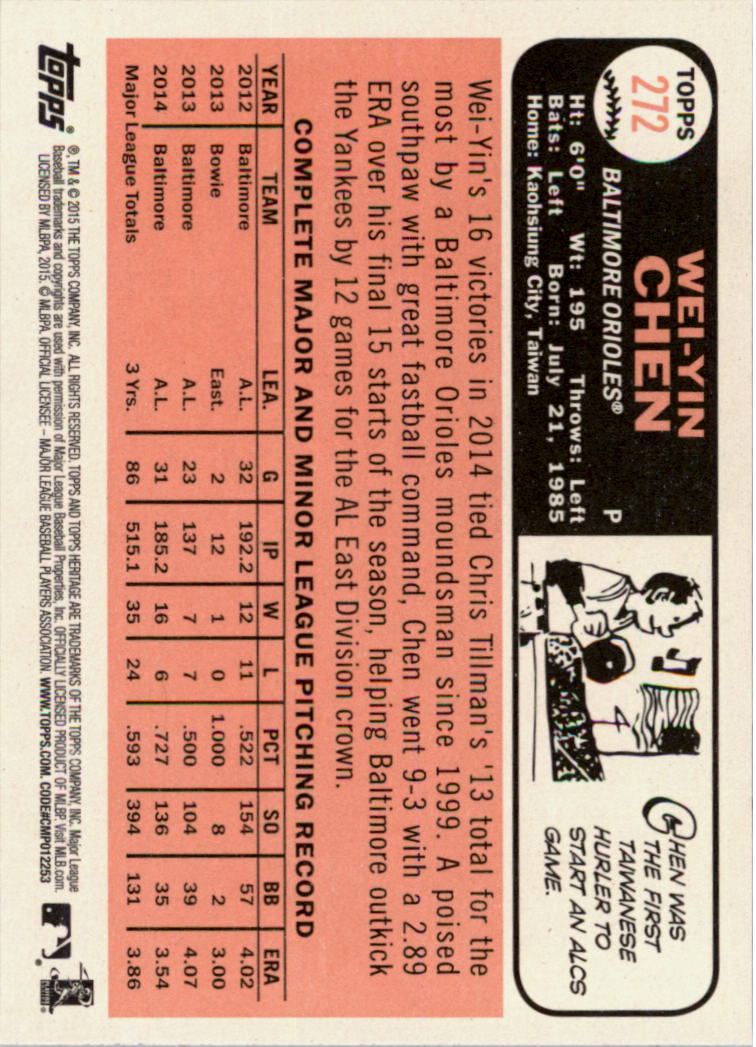 TOPPS
272
WEI-YIN
CHEN
BALTIMORE ORIOLES® P
Ht: 6'0" Wt: 195 Throws: Left
Bats: Left Born: July 21, 1985
Home: Kaohsiung City, Taiwan
CHEN WAS
THE FIRST
TAIWANESE
HURLER TO
START AN ALCS
GAME.
Wei-Yin's 16 victories in 2014 tied Chris Tillman's '13 total for the
most by a Baltimore Orioles moundsman since 1999. A poised
southpaw with great fastball command, Chen went 9-3 with a 2.89
ERA over his final 15 starts of the season, helping Baltimore outkick
the Yankees by 12 games for the AL East Division crown.
COMPLETE MAJOR AND MINOR LEAGUE PITCHING RECORD
YEAR TEAM LEA. G IP W L PCT SO BB ERA
2012 Baltimore A.L. 32 192.2 12 11 .522 154 57 4.02
2013 Bowie East. 2 12 1 0 1.000 8 2 3.00
2013 Baltimore A.L. 23 137 7 7 .500 104 39 4.07
2014 Baltimore A.L. 31 185.2 16 6 .727 136 35 3.54
Major League Totals 3 Yrs. 86 515.1 35 24 .593 394 131 3.86
topps®
®, TM & © 2015 THE TOPPS COMPANY, INC. ALL RIGHTS RESERVED. TOPPS AND TOPPS HERITAGE ARE TRADEMARKS OF THE TOPPS COMPANY, INC. Major League
Baseball trademarks and copyrights are used with permission of Major League Baseball Properties, Inc. OFFICIALLY LICENSED PRODUCT OF MLBP. Visit MLB.com.
LICENSED BY MLBPA, 2015. © MLBPA. OFFICIAL LICENSEE – MAJOR LEAGUE BASEBALL PLAYERS ASSOCIATION. WWW.TOPPS.COM. CODE#CMP012253